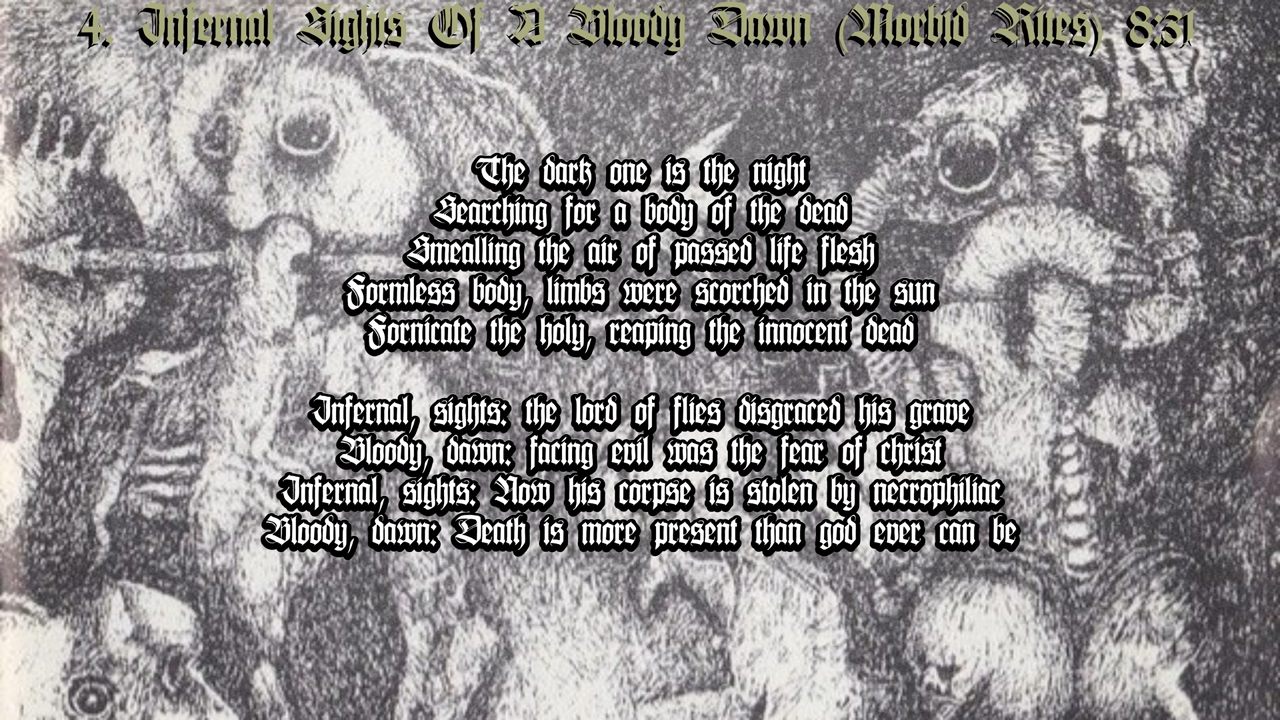 4. Infernal Sights Of A Bloody Dawn (Morbid Rites) 8:31
The dark one is the night
Searching for a body of the dead
Smealling the air of passed life flesh
Formless body, limbs were scorched in the sun
Fornicate the holy, reaping the innocent dead
Infernal, sights: the lord of flies disgraced his grave
Bloody, dawn: facing evil was the fear of christ
Infernal, sights: Now his corpse is stolen by necrophiliac
Bloody, dawn: Death is more present than god ever can be